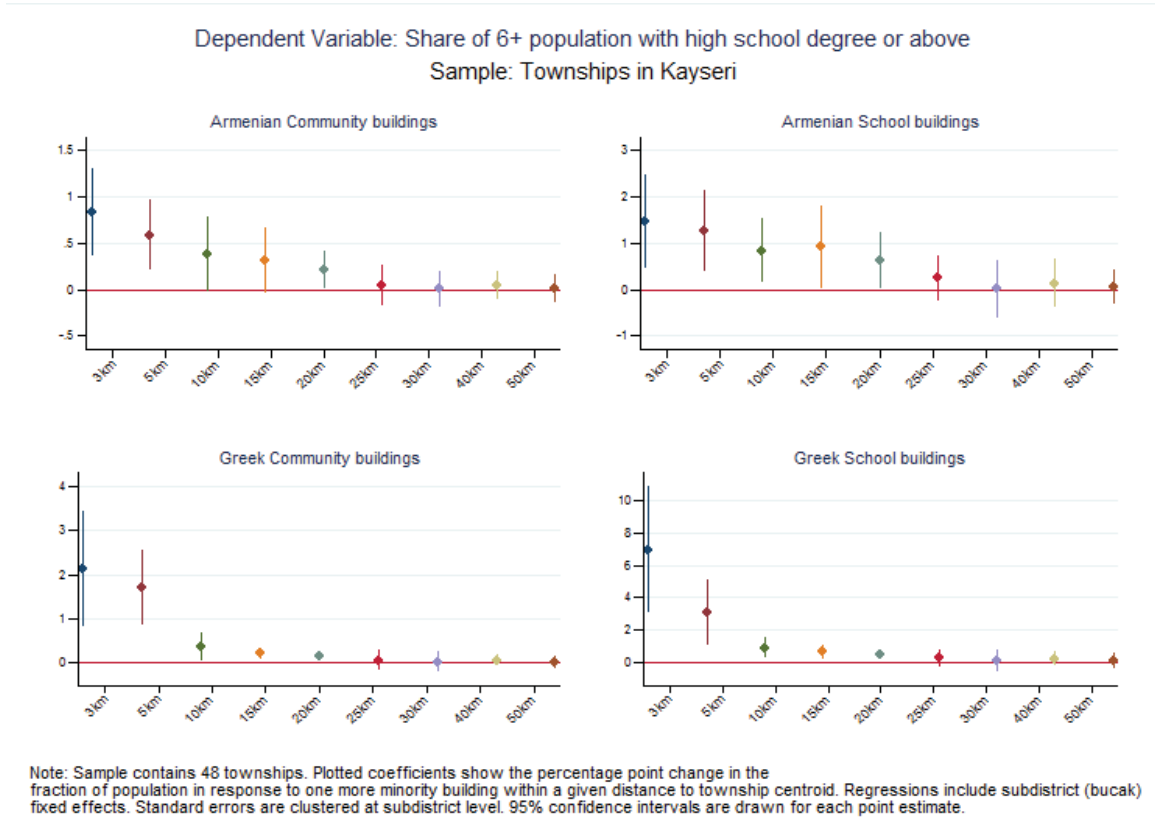 Dependent Variable: Share of 6+ population with high school degree or above
Sample: Townships in Kayseri
Armenian Community buildings
1.5
1
.5
0
-.5
3km
5km
10km
15km
20km
25km
30km
40km
50km
Armenian School buildings
3
2
1
0
-1
3km
5km
10km
15km
20km
25km
30km
40km
50km
Greek Community buildings
4
3
2
1
0
3km
5km
10km
15km
20km
25km
30km
40km
50km
Greek School buildings
10
8
6
4
2
0
3km
5km
10km
15km
20km
25km
30km
40km
50km
Note: Sample contains 48 townships. Plotted coefficients show the percentage point change in the
fraction of population in response to one more minority building within a given distance to township centroid. Regressions include subdistrict (bucak)
fixed effects. Standard errors are clustered at subdistrict level. 95% confidence intervals are drawn for each point estimate.